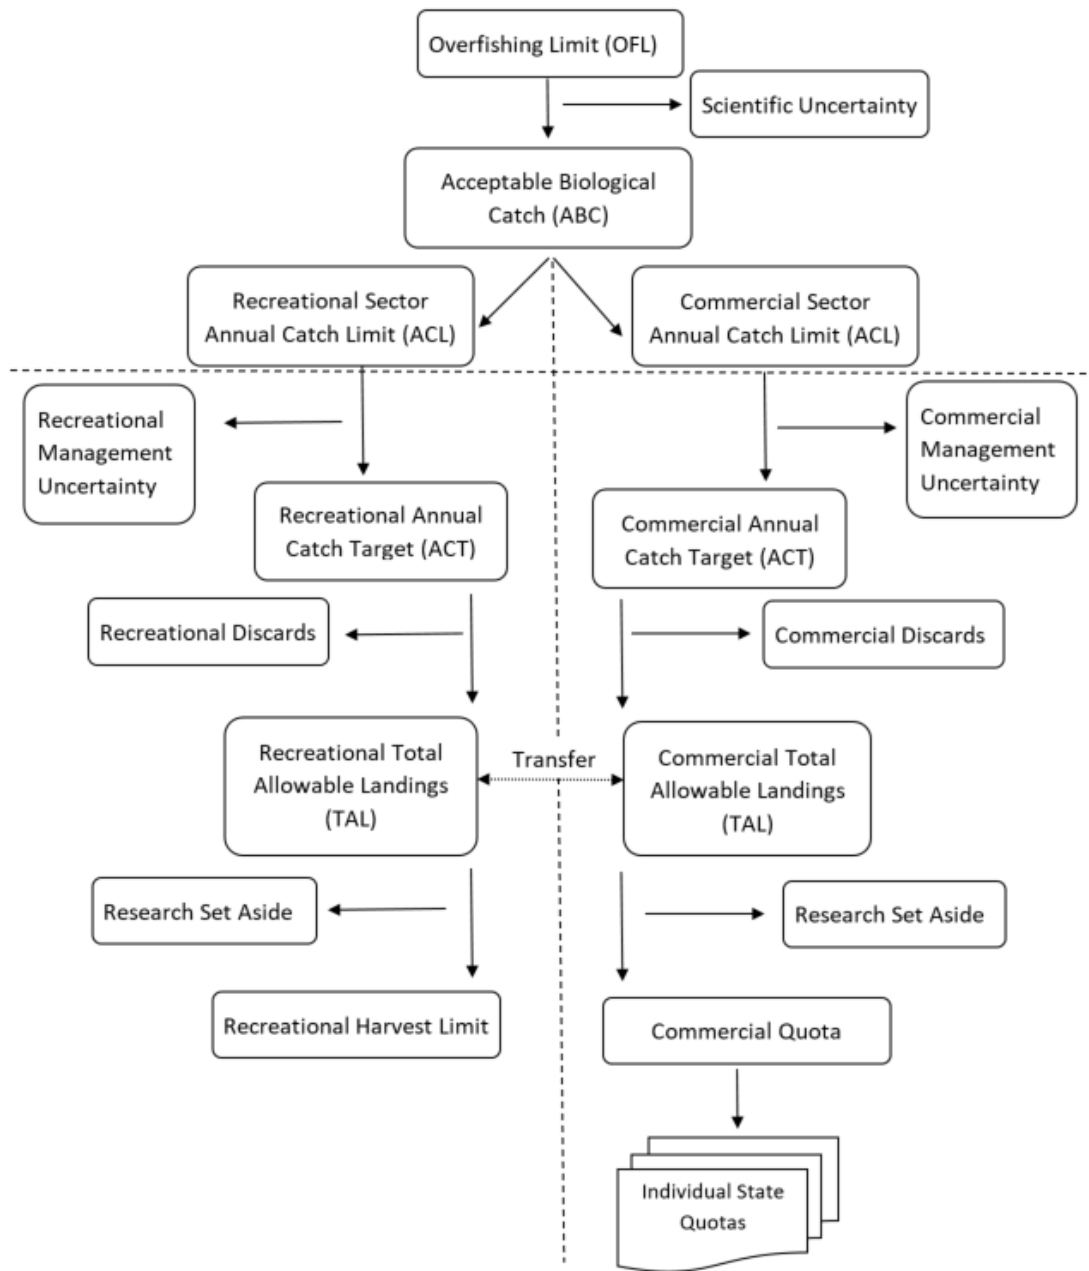 Overfishing Limit (OFL)
Scientific Uncertainty
Acceptable Biological
Catch (ABC)
Recreational Sector
Annual Catch Limit (ACL)
Commercial Sector
Annual Catch Limit (ACL)
Recreational
Management
Uncertainty
Commercial
Management
Uncertainty
Recreational Annual
Catch Target (ACT)
Commercial Annual
Catch Target (ACT)
Recreational Discards
Commercial Discards
Recreational Total
Allowable Landings
(TAL)
Transfer
Commercial Total
Allowable Landings
(TAL)
Research Set Aside
Research Set Aside
Recreational Harvest Limit
Commercial Quota
Individual State
Quotas